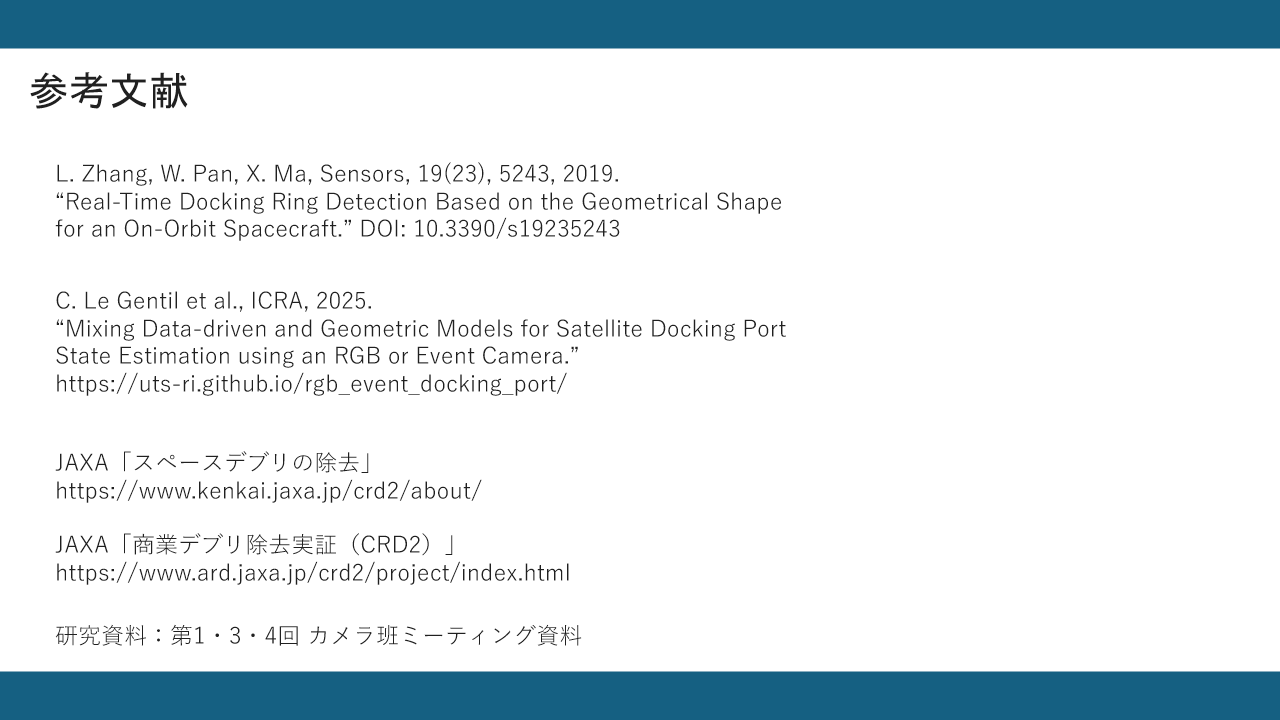 参考文献
L. Zhang, W. Pan, X. Ma, Sensors, 19(23), 5243, 2019.
“Real-Time Docking Ring Detection Based on the Geometrical Shape
for an On-Orbit Spacecraft.” DOI: 10.3390/s19235243
C. Le Gentil et al., ICRA, 2025.
“Mixing Data-driven and Geometric Models for Satellite Docking Port
State Estimation using an RGB or Event Camera.”
https://uts-ri.github.io/rgb_event_docking_port/
JAXA「スペースデブリの除去」
https://www.kenkai.jaxa.jp/crd2/about/
JAXA「商業デブリ除去実証（CRD2）」
https://www.ard.jaxa.jp/crd2/project/index.html
研究資料：第1・3・4回 カメラ班ミーティング資料